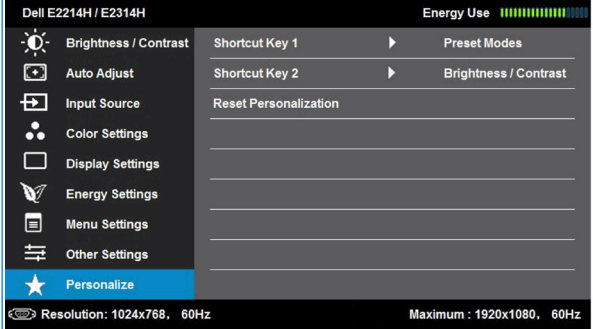 Dell E2214H / E2314H Energy Use
Brightness / Contrast Shortcut Key 1 Preset Modes
Auto Adjust Shortcut Key 2 Brightness / Contrast
Input Source Reset Personalization
Color Settings
Display Settings
Energy Settings
Menu Settings
Other Settings
Personalize
Resolution: 1024x768, 60Hz Maximum : 1920x1080, 60Hz